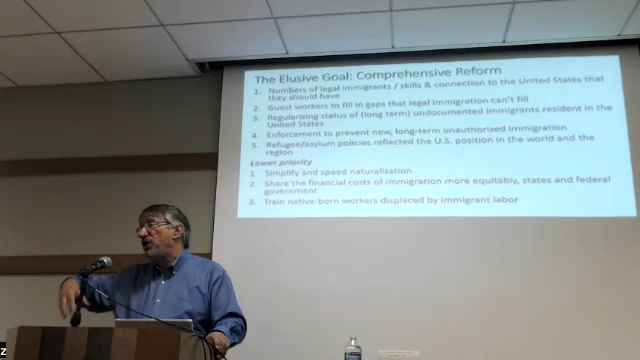 The Elusive Goal: Comprehensive Reform
1. Numbers of legal immigrants / skills & connection to the United States that
they should have
2. Guest workers to fill in gaps that legal immigration can't fill
3. Regularizing status of (long term) undocumented immigrants resident in the
United States
4. Enforcement to prevent new, long-term unauthorized immigration
5. Refugee/asylum policies reflected the U.S. position in the world and the
region
Lower priority
1. Simplify and speed naturalization
2. Share the financial costs of immigration more equitably, states and federal
government
3. Train native-born workers displaced by immigrant labor
z